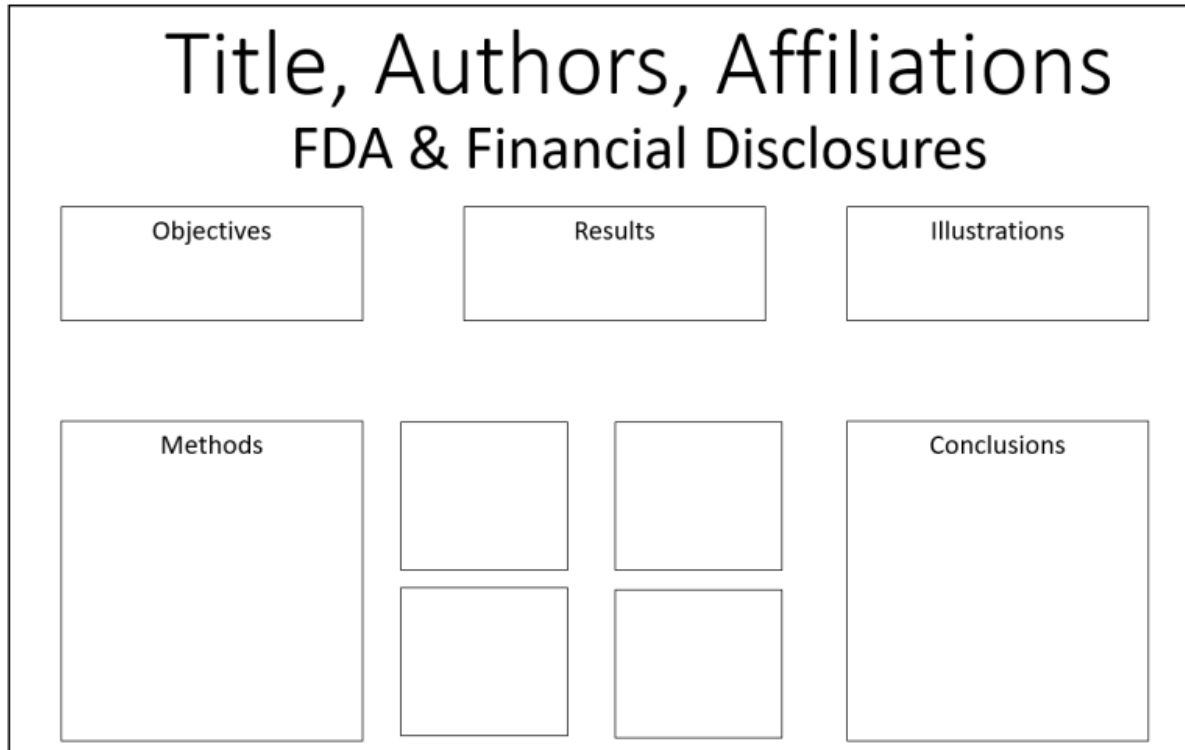 Title, Authors, Affiliations
FDA & Financial Disclosures
Objectives
Results
Illustrations
Methods
Conclusions